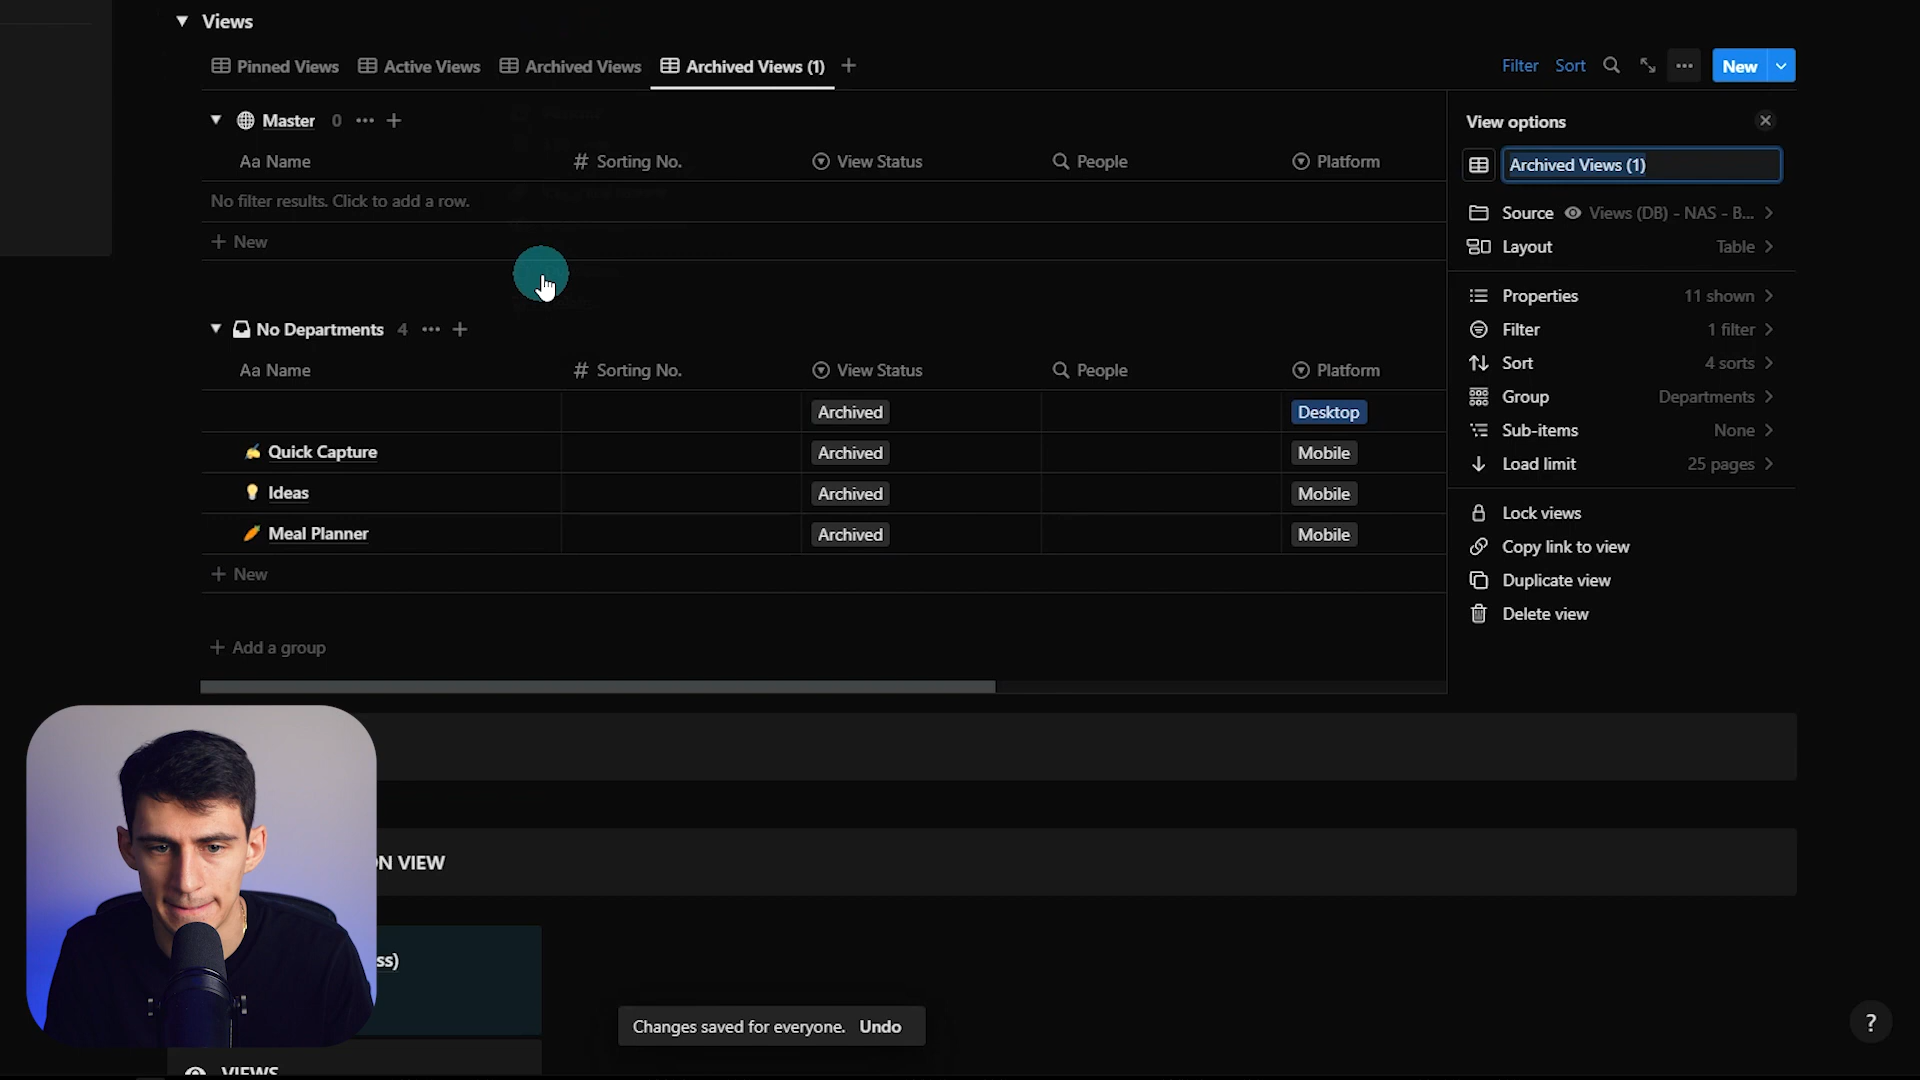 Views
Pinned Views Active Views Archived Views Archived Views (1)
Filter Sort New
Master 0
Aa Name Sorting No. View Status People Platform
No filter results. Click to add a row.
New
No Departments 4
Aa Name Sorting No. View Status People Platform
Archived Desktop
Quick Capture Archived Mobile
Ideas Archived Mobile
Meal Planner Archived Mobile
New
Add a group
View options
Archived Views (1)
Source Views (DB) - NAS - B...
Layout Table
Properties 11 shown
Filter 1 filter
Sort 4 sorts
Group Departments
Sub-items None
Load limit 25 pages
Lock views
Copy link to view
Duplicate view
Delete view
ON VIEW
ss)
Changes saved for everyone. Undo
?
VIEWS